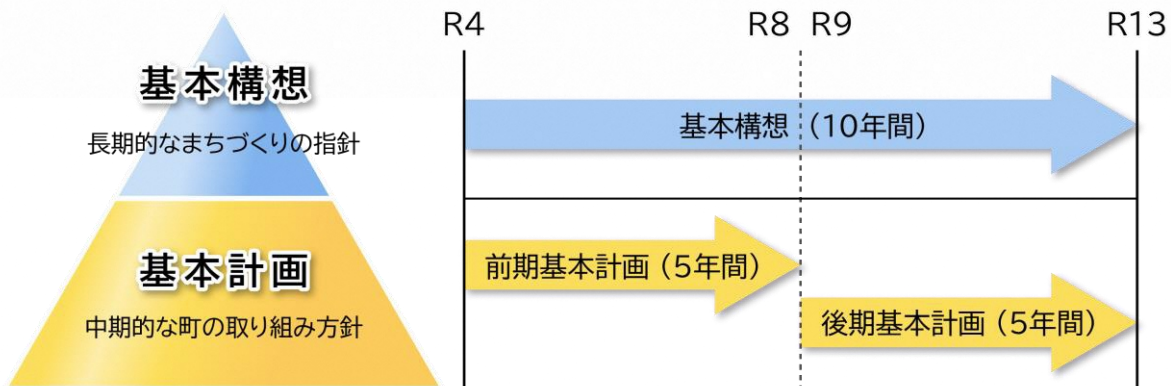 基本構想
長期的なまちづくりの指針
基本計画
中期的な町の取り組み方針
R4 R8 R9 R13
基本構想（10年間）
前期基本計画（5年間）
後期基本計画（5年間）